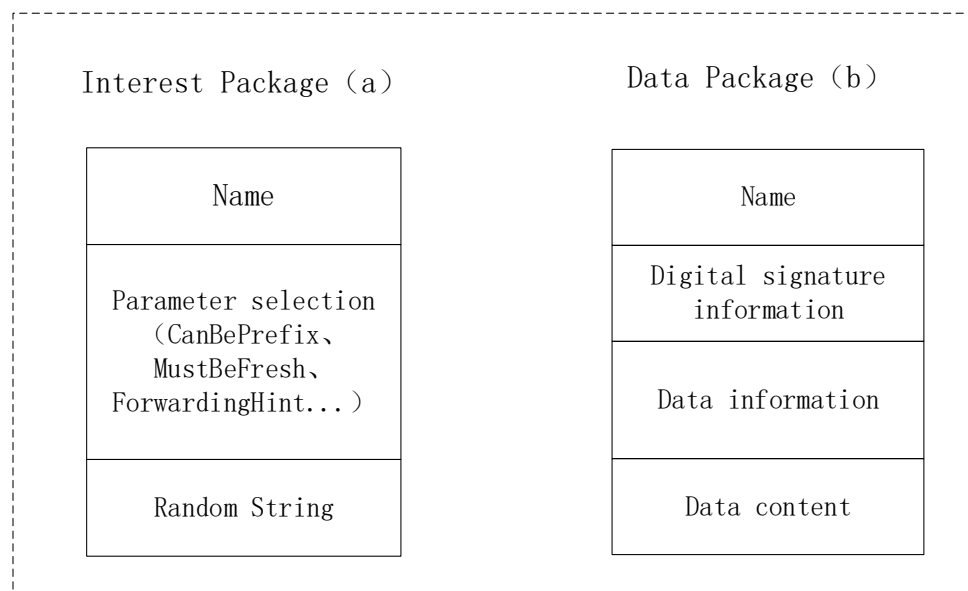 Interest Package（a）
Name
Parameter selection
（CanBePrefix、
MustBeFresh、
ForwardingHint...）
Random String
Data Package（b）
Name
Digital signature
information
Data information
Data content